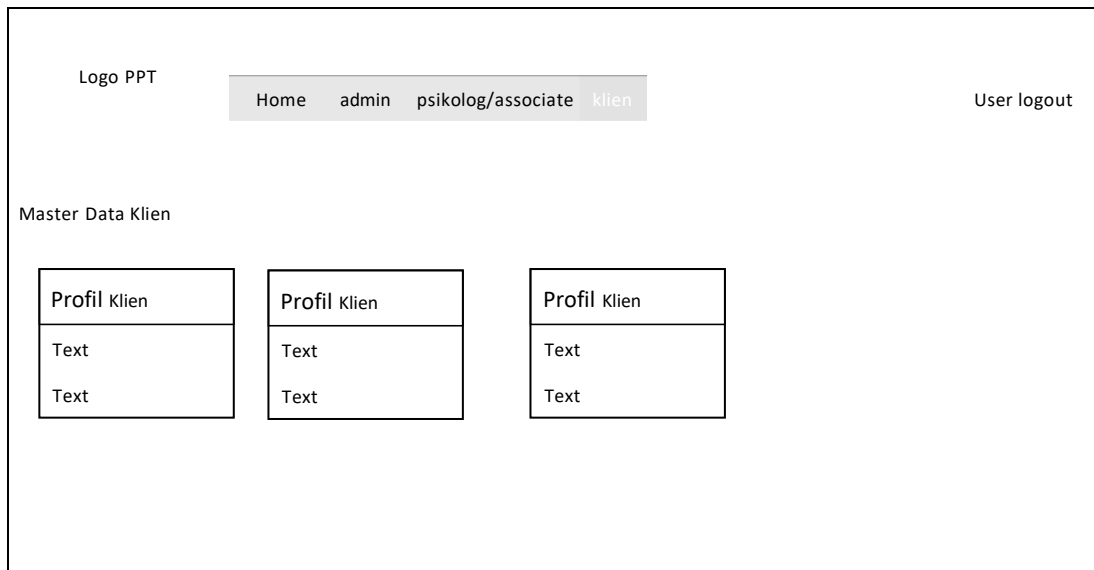 Logo PPT
Home admin psikolog/associate klien
User logout
Master Data Klien
Profil Klien
Text
Text
Profil Klien
Text
Text
Profil Klien
Text
Text